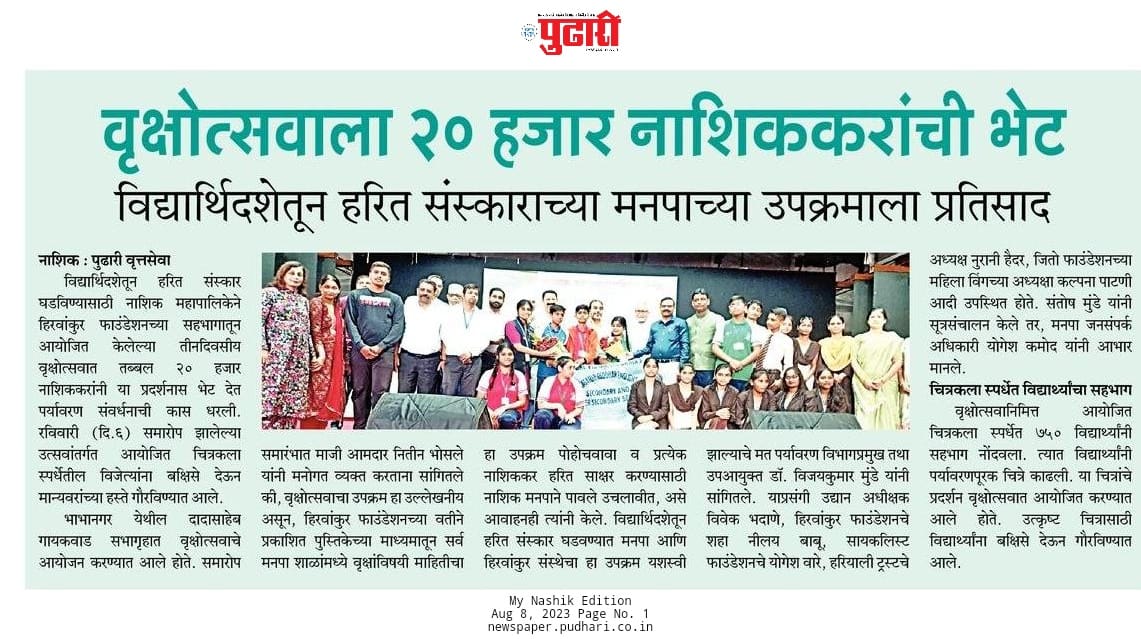 पुढारी
वृक्षोत्सवाला २० हजार नाशिककरांची भेट
विद्यार्थिदशेतून हरित संस्काराच्या मनपाच्या उपक्रमाला प्रतिसाद
नाशिक : पुढारी वृत्तसेवा
विद्यार्थिदशेतून हरित संस्कार
घडविण्यासाठी नाशिक महापालिकेने
हिरवांकुर फाउंडेशनच्या सहभागातून
आयोजित केलेल्या तीनदिवसीय
वृक्षोत्सवात तब्बल २० हजार
नाशिककरांनी या प्रदर्शनास भेट देत
पर्यावरण संवर्धनाची कास धरली.
रविवारी (दि.६) समारोप झालेल्या
उत्सवांतर्गत आयोजित चित्रकला
स्पर्धेतील विजेत्यांना बक्षिसे देऊन
मान्यवरांच्या हस्ते गौरविण्यात आले.
भाभानगर येथील दादासाहेब
गायकवाड सभागृहात वृक्षोत्सवाचे
आयोजन करण्यात आले होते. समारोप
समारंभात माजी आमदार नितीन भोसले
यांनी मनोगत व्यक्त करताना सांगितले
की, वृक्षोत्सवाचा उपक्रम हा उल्लेखनीय
असून, हिरवांकुर फाउंडेशनच्या वतीने
प्रकाशित पुस्तिकेच्या माध्यमातून सर्व
मनपा शाळांमध्ये वृक्षांविषयी माहितीचा
हा उपक्रम पोहोचवावा व प्रत्येक
नाशिककर हरित साक्षर करण्यासाठी
नाशिक मनपाने पावले उचलावीत, असे
आवाहनही त्यांनी केले. विद्यार्थिदशेतून
हरित संस्कार घडवण्यात मनपा आणि
हिरवांकुर संस्थेचा हा उपक्रम यशस्वी
झाल्याचे मत पर्यावरण विभागप्रमुख तथा
उपआयुक्त डॉ. विजयकुमार मुंडे यांनी
सांगितले. याप्रसंगी उद्यान अधीक्षक
विवेक भदाणे, हिरवांकुर फाउंडेशनचे
शहा नीलय बाबू, सायकलिस्ट
फाउंडेशनचे योगेश वारे, हरियाली ट्रस्टचे
अध्यक्ष नुरानी हैदर, जितो फाउंडेशनच्या
महिला विंगच्या अध्यक्षा कल्पना पाटणी
आदी उपस्थित होते. संतोष मुंडे यांनी
सूत्रसंचालन केले तर, मनपा जनसंपर्क
अधिकारी योगेश कमोद यांनी आभार
मानले.
चित्रकला स्पर्धेत विद्यार्थ्यांचा सहभाग
वृक्षोत्सवानिमित्त आयोजित
चित्रकला स्पर्धेत ७५० विद्यार्थ्यांनी
सहभाग नोंदवला. त्यात विद्यार्थ्यांनी
पर्यावरणपूरक चित्रे काढली. या चित्रांचे
प्रदर्शन वृक्षोत्सवात आयोजित करण्यात
आले होते. उत्कृष्ट चित्रासाठी
विद्यार्थ्यांना बक्षिसे देऊन गौरविण्यात
आले.
SECONDARY AND
My Nashik Edition
Aug 8, 2023 Page No. 1
newspaper.pudhari.co.in